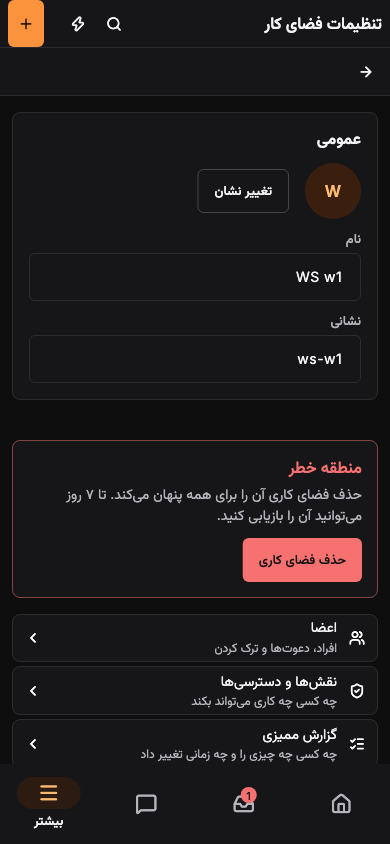 تنظیمات فضای کار
عمومی
W
تغییر نشان
نام
WS w1
نشانی
ws-w1
منطقه خطر
حذف فضای کاری آن را برای همه پنهان می‌کند. تا ۷ روز
می‌توانید آن را بازیابی کنید.
حذف فضای کاری
اعضا
افراد، دعوت‌ها و ترک کردن
نقش‌ها و دسترسی‌ها
چه کسی چه کاری می‌تواند بکند
گزارش ممیزی
چه کسی چه چیزی را و چه زمانی تغییر داد
1
بیشتر